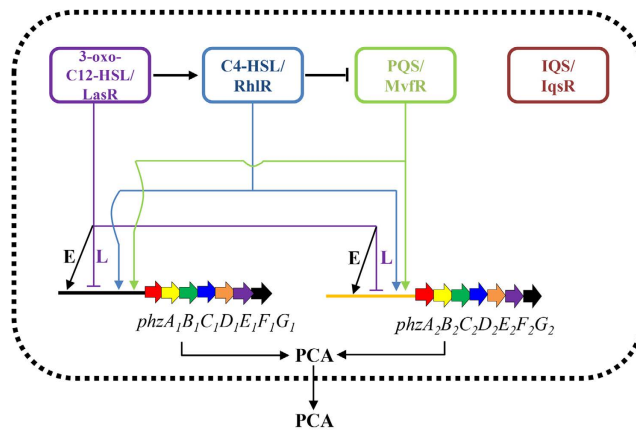 3-oxo-
C12-HSL/
LasR
C4-HSL/
RhlR
PQS/
MvfR
IQS/
IqsR
E
L
E
L
phzA₁B₁C₁D₁E₁F₁G₁
phzA₂B₂C₂D₂E₂F₂G₂
PCA
PCA